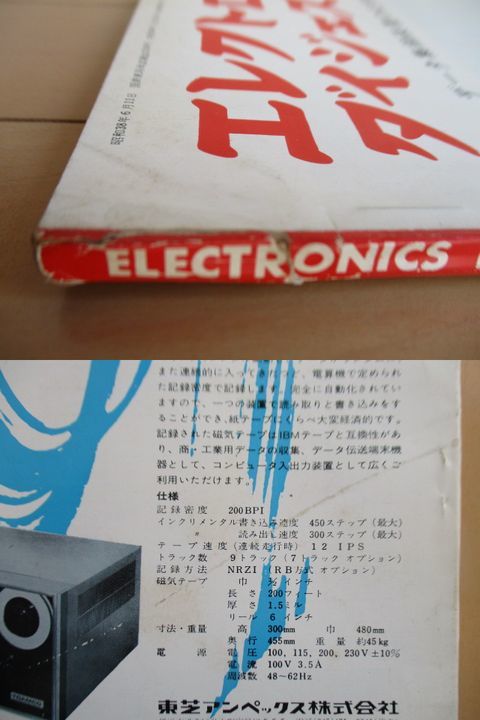 昭和38年6月11日
エレクト
ダイジェス
ELECTRONICS
また連続的に入ってきたつど、電算機で定められ
た記録密度で記録します。完全に自動化されてい
ますので、一つの装置で読み取りと書き込みをす
ることができ、紙テープにくらべ大変経済的です。
記録された磁気テープはIBMテープと互換性があ
り、商・工業用データの収集、データ伝送端末機
器として、コンピュータ入出力装置として広くご
利用いただけます。
仕様
記録密度 200BPI
インクリメンタル書き込み速度 450ステップ(最大)
〃 読み出し速度 300ステップ(最大)
テープ速度(連続走行時) 12 IPS
トラック数 9トラック(7トラック オプション)
記録方法 NRZI(RB方式 オプション)
磁気テープ 巾 ½インチ
長さ 200フィート
厚さ 1.5ミル
リール 6インチ
寸法・重量 高 300mm 巾 480mm
奥行 455mm 重量 約45kg
電源 電圧 100, 115, 200, 230V±10%
電流 100V 3.5A
周波数 48~62Hz
東芝アンペックス株式会社